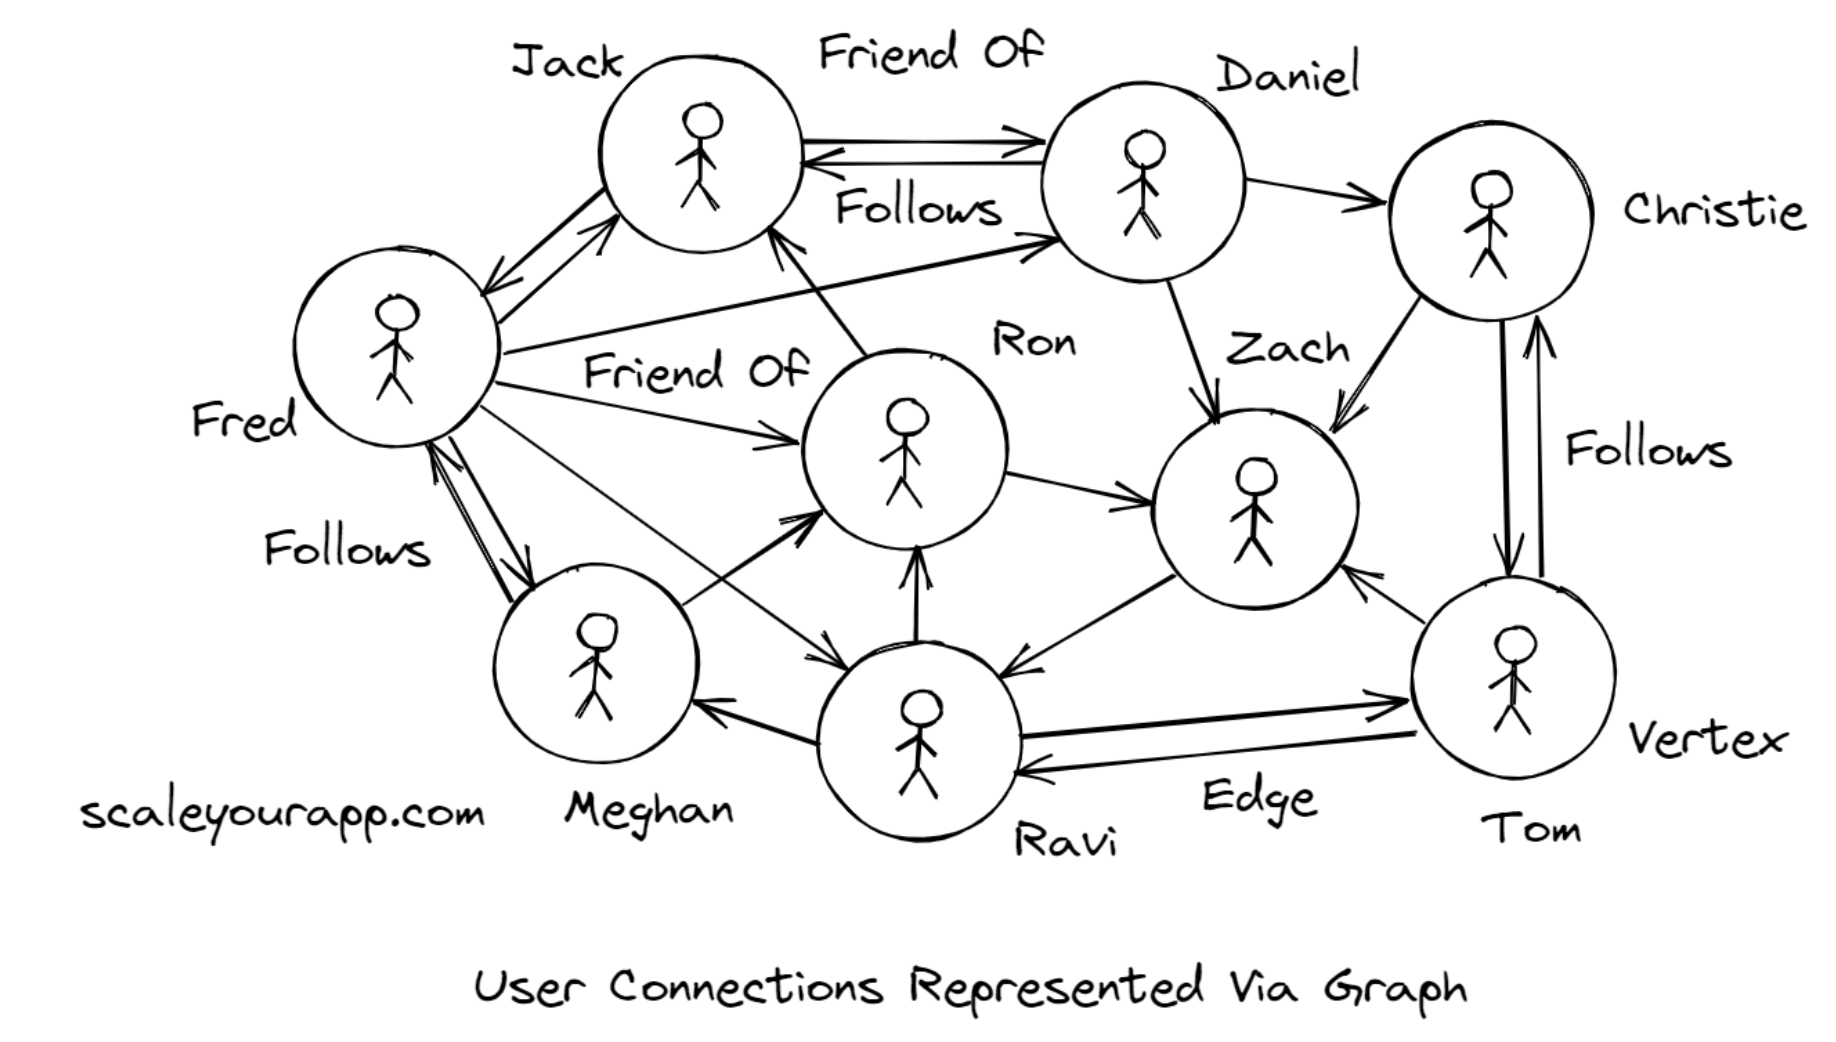 Jack
Friend Of
Daniel
Follows
Christie
Ron
Zach
Friend Of
Fred
Follows
Follows
Vertex
Edge
scaleyourapp.com
Meghan
Ravi
Tom
User Connections Represented Via Graph